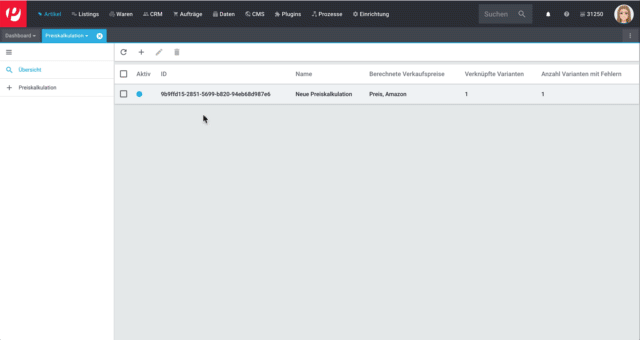 Artikel Listings Waren CRM Aufträge Daten CMS Plugins Prozesse Einrichtung Suchen 31250
Dashboard Preiskalkulation
Übersicht
Preiskalkulation
Aktiv ID Name Berechnete Verkaufspreise Verknüpfte Varianten Anzahl Varianten mit Fehlern
9b9ffd15-2851-5699-b820-94eb68d987e6 Neue Preiskalkulation Preis, Amazon 1 1